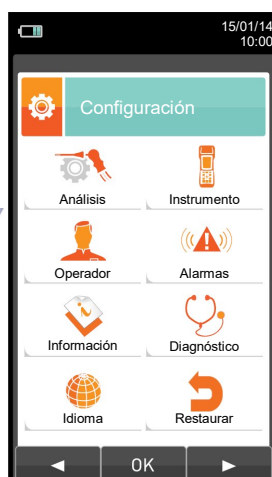 15/01/14
10:00
Configuración
Análisis
Instrumento
Operador
Alarmas
Información
Diagnóstico
Idioma
Restaurar
OK